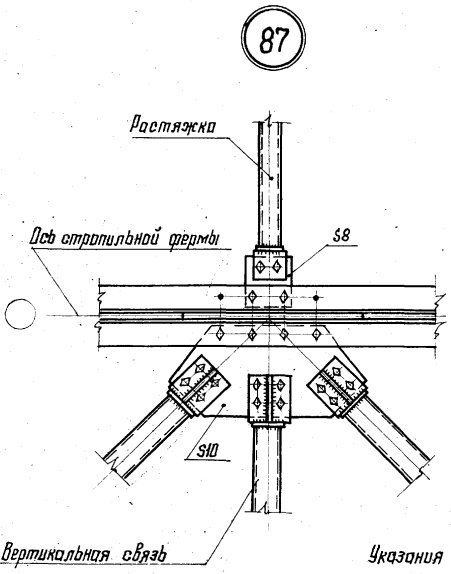 87
Растяжка
Ось стропильной фермы
S8
S10
Вертикальная связь
Указания